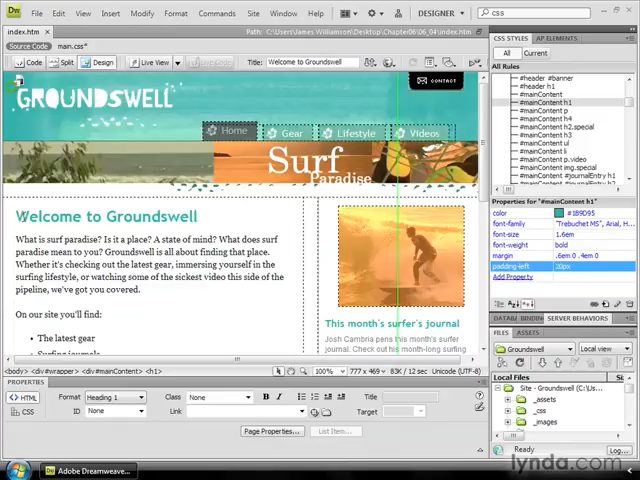 Dw
File Edit View Insert Modify Format Commands Site Window Help
DESIGNER
css
index.htm
Path: C:\Users\James Williamson\Desktop\Chapter06\06_04\index.htm
Source Code main.css*
Code Split Design Live View Live Code Title: Welcome to Groundswell
CSS STYLES AP ELEMENTS
All Current
All Rules
#header #banner
#header h1
#mainContent
#mainContent h1
#mainContent p
#mainContent h4
#mainContent h2.special
#mainContent h3
#mainContent ul
#mainContent li
#mainContent p.video
#mainContent img.special
#journalEntry h1
Properties for "#mainContent h1"
color #1B9D95
font-family "Trebuchet MS", Arial, H
font-size 1.6em
font-weight bold
margin .6em 0 .4em 0
padding-left 20px
Add Property
CONTACT
GROUNDSWELL
Home Gear Lifestyle Videos
Surf
Paradise
Welcome to Groundswell
What is surf paradise? Is it a place? A state of mind? What does surf
paradise mean to you? Groundswell is all about finding that place.
Whether it's checking out the latest gear, immersing yourself in the
surfing lifestyle, or watching some of the sickest video this side of the
pipeline, we've got you covered.
On our site you'll find:
• The latest gear
• Surfing journals
This month's surfer's journal
Josh Cambria pens this month's surfer
journal. Check out his month-long surfing
<body> <div#wrapper> <div#mainContent> <h1>
100% 777 x 469 83K / 12 sec Unicode (UTF-8)
DATABA BINDING SERVER BEHAVIORS
FILES ASSETS
Groundswell Local view
Local Files
Site - Groundswell (C:\Us...
_assets
_css
_images
Ready Log...
PROPERTIES
HTML Format Heading 1 Class None B I Title
CSS ID None Link Target
Page Properties... List Item...
Adobe Dreamweave...
lynda.com